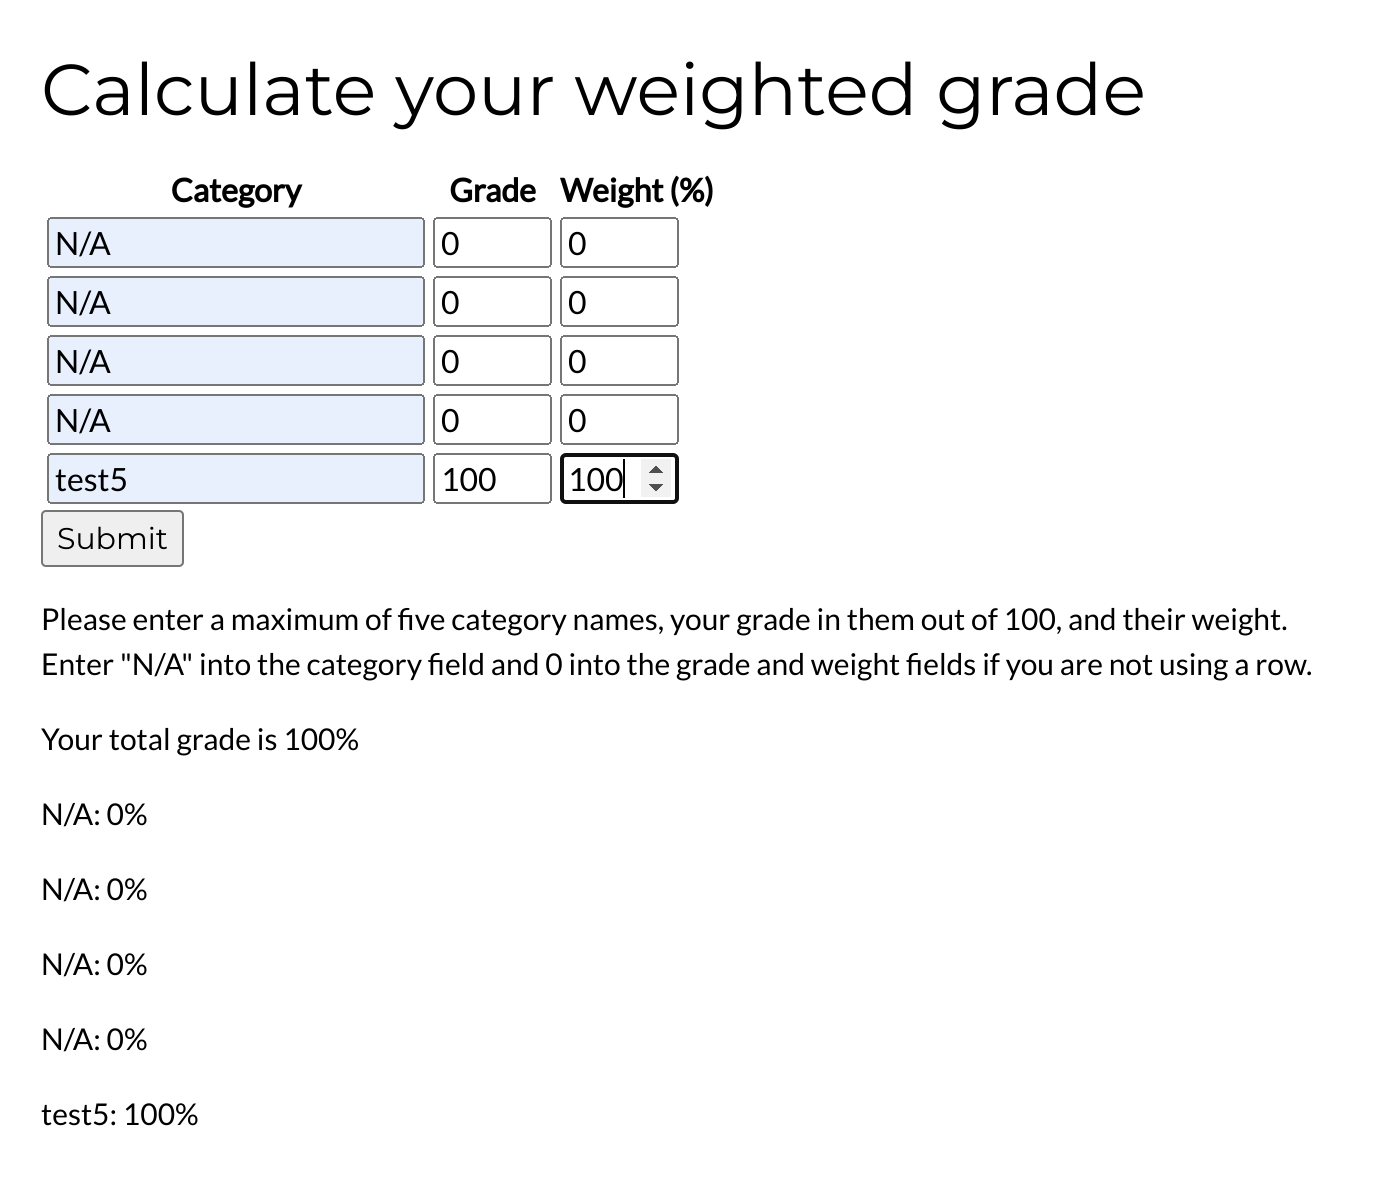 Calculate your weighted grade
Category Grade Weight (%)
N/A 0 0
N/A 0 0
N/A 0 0
N/A 0 0
test5 100 100
Submit
Please enter a maximum of five category names, your grade in them out of 100, and their weight.
Enter "N/A" into the category field and 0 into the grade and weight fields if you are not using a row.
Your total grade is 100%
N/A: 0%
N/A: 0%
N/A: 0%
N/A: 0%
test5: 100%